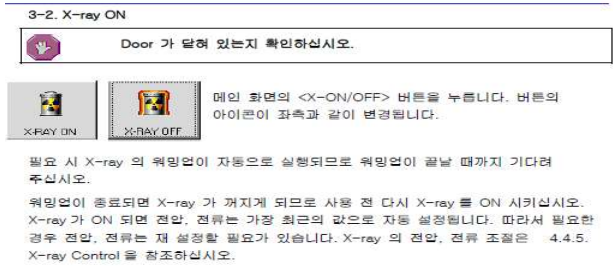 3-2. X-ray ON
Door 가 닫혀 있는지 확인하십시오.
메인 화면의 <X-ON/OFF> 버튼을 누릅니다. 버튼의
아이콘이 좌측과 같이 변경됩니다.
X-RAY ON
X-RAY OFF
필요 시 X-ray 의 워밍업이 자동으로 실행되므로 워밍업이 끝날 때까지 기다려
주십시오.
워밍업이 종료되면 X-ray 가 꺼지게 되므로 사용 전 다시 X-ray 를 ON 시키십시오.
X-ray 가 ON 되면 전압, 전류는 가장 최근의 값으로 자동 설정됩니다. 따라서 필요한
경우 전압, 전류는 재 설정할 필요가 있습니다. X-ray 의 전압, 전류 조절은 4.4.5.
X-ray Control 을 참조하십시오.